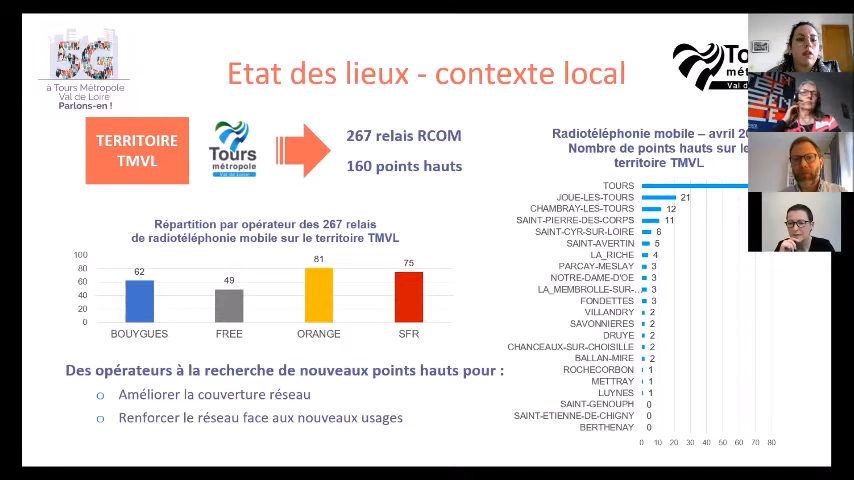 5G
à Tours Métropole
Val de Loire
Parlons-en !
Etat des lieux - contexte local
Val d
TERRITOIRE
TMVL
Tours
métropole
Val de Loire
267 relais RCOM
160 points hauts
Radiotéléphonie mobile – avril
Nombre de points hauts sur le
territoire TMVL
Répartition par opérateur des 267 relais
de radiotéléphonie mobile sur le territoire TMVL
100
80
60
40
20
0
62
49
81
75
BOUYGUES
FREE
ORANGE
SFR
TOURS
JOUE-LES-TOURS 21
CHAMBRAY-LES-TOURS 12
SAINT-PIERRE-DES-CORPS 11
SAINT-CYR-SUR-LOIRE 6
SAINT-AVERTIN 5
LA_RICHE 4
PARCAY-MESLAY 3
NOTRE-DAME-D'OE 3
LA_MEMBROLLE-SUR-... 3
FONDETTES 3
VILLANDRY 2
SAVONNIERES 2
DRUYE 2
CHANCEAUX-SUR-CHOISILLE 2
BALLAN-MIRE 2
ROCHECORBON 1
METTRAY 1
LUYNES 1
SAINT-GENOUPH 0
SAINT-ETIENNE-DE-CHIGNY 0
BERTHENAY 0
0 10 20 30 40 50 60 70 80
Des opérateurs à la recherche de nouveaux points hauts pour :
o Améliorer la couverture réseau
o Renforcer le réseau face aux nouveaux usages